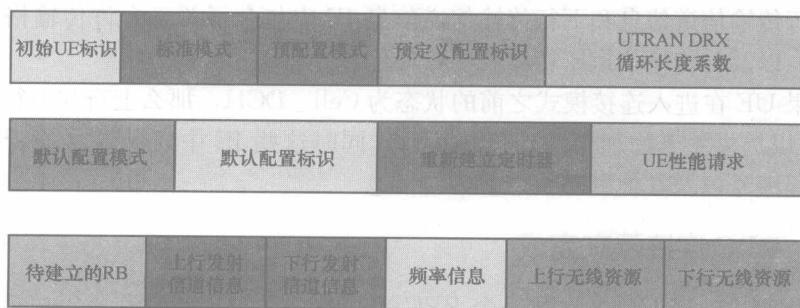 初始UE标识 标准模式 预配置模式 预定义配置标识 UTRAN DRX
循环长度系数
默认配置模式 默认配置标识 重新建立定时器 UE性能请求
待建立的RB 上行发射 下行发射 频率信息 上行无线资源 下行无线资源
信道信息 信道信息